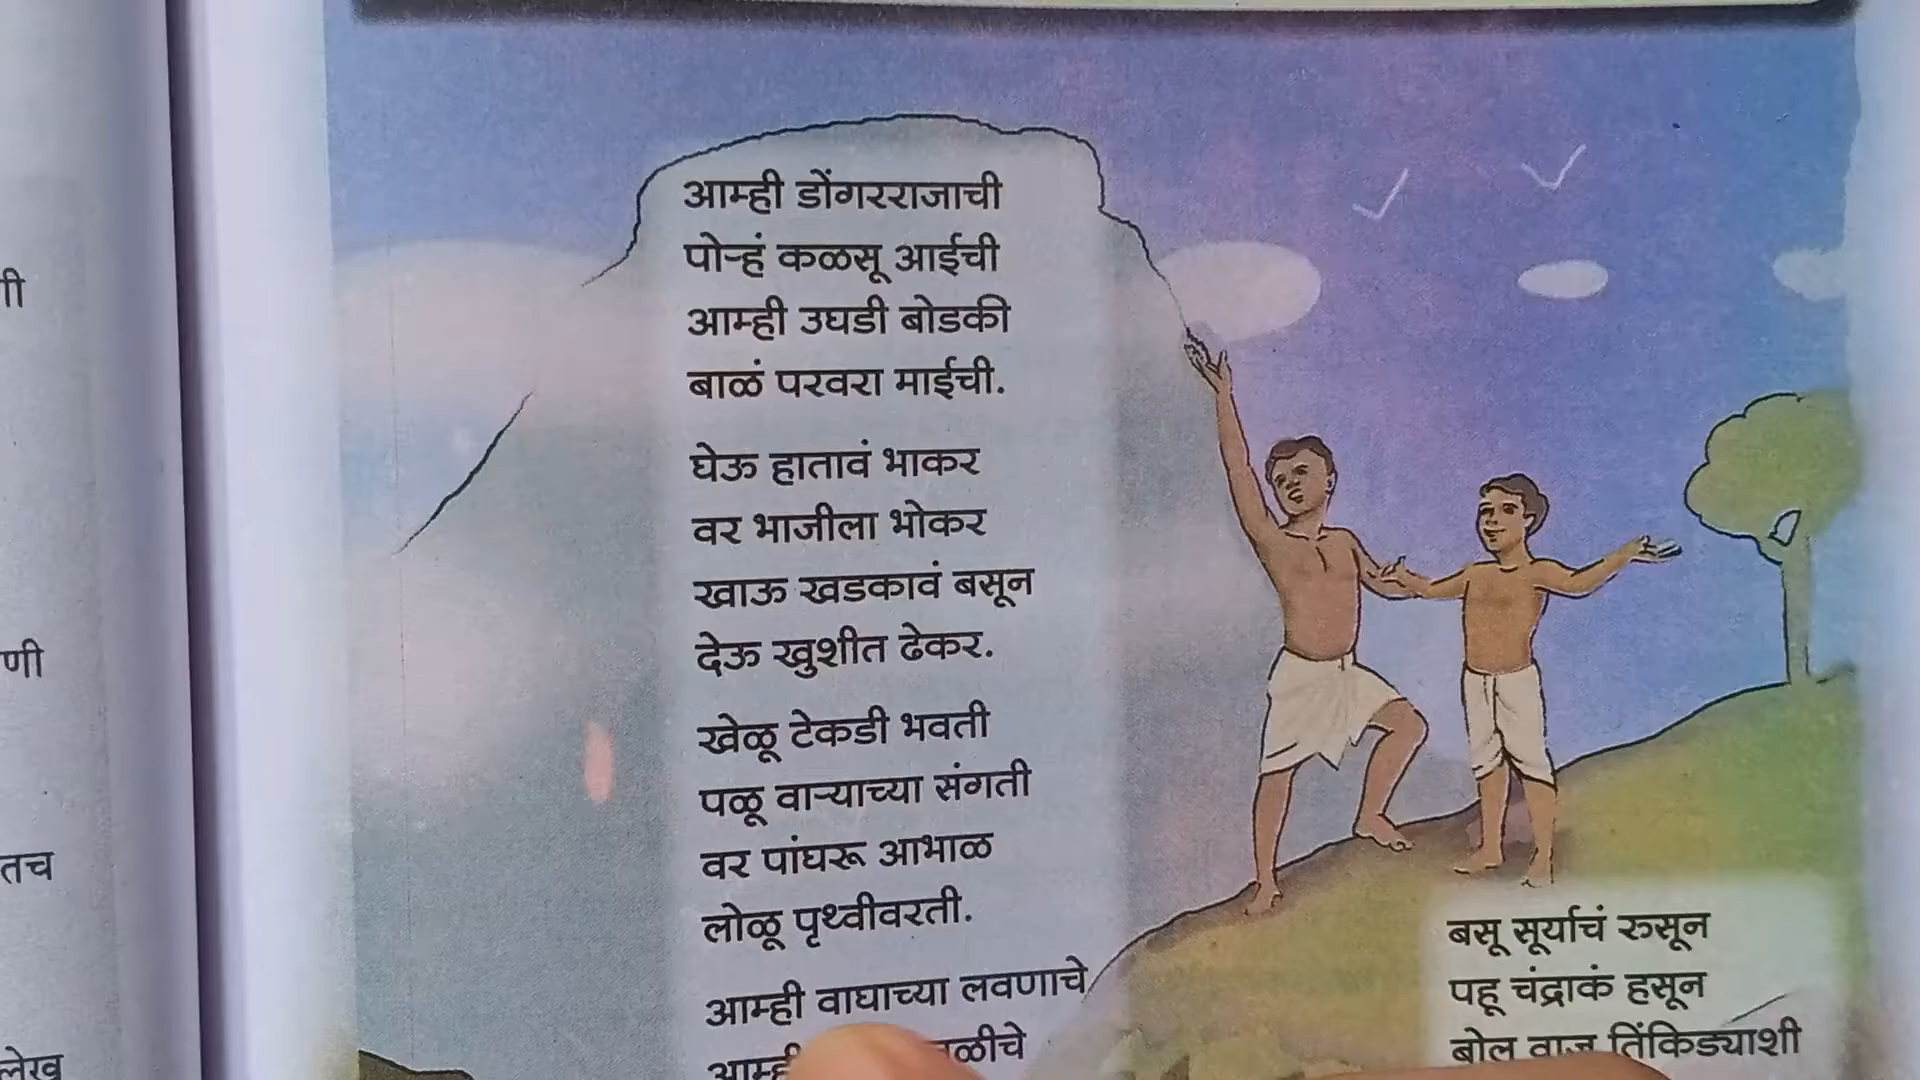 आम्ही डोंगरराजाची
पोऱ्हं कळसू आईची
आम्ही उघडी बोडकी
बाळं परवरा माईची.
घेऊ हातावं भाकर
वर भाजीला भोकर
खाऊ खडकावं बसून
देऊ खुशीत ढेकर.
खेळू टेकडी भवती
पळू वाऱ्याच्या संगती
वर पांघरू आभाळ
लोळू पृथ्वीवरती.
आम्ही वाघाच्या लवणाचे
आम्ही
बसू सूर्याचं रुसून
पहू चंद्राकं हसून
बोलू वाजू तिंकिड्याशी
णी
तच
लेख